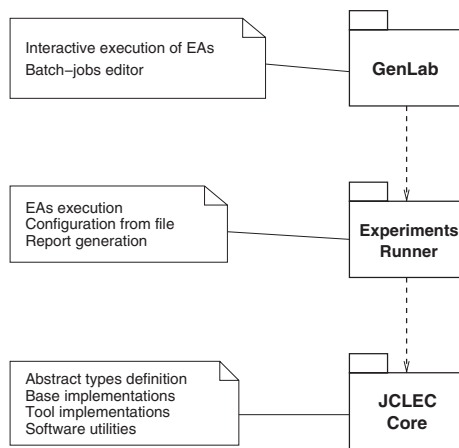 Interactive execution of EAs
Batch–jobs editor
GenLab
EAs execution
Configuration from file
Report generation
Experiments
Runner
Abstract types definition
Base implementations
Tool implementations
Software utilities
JCLEC
Core